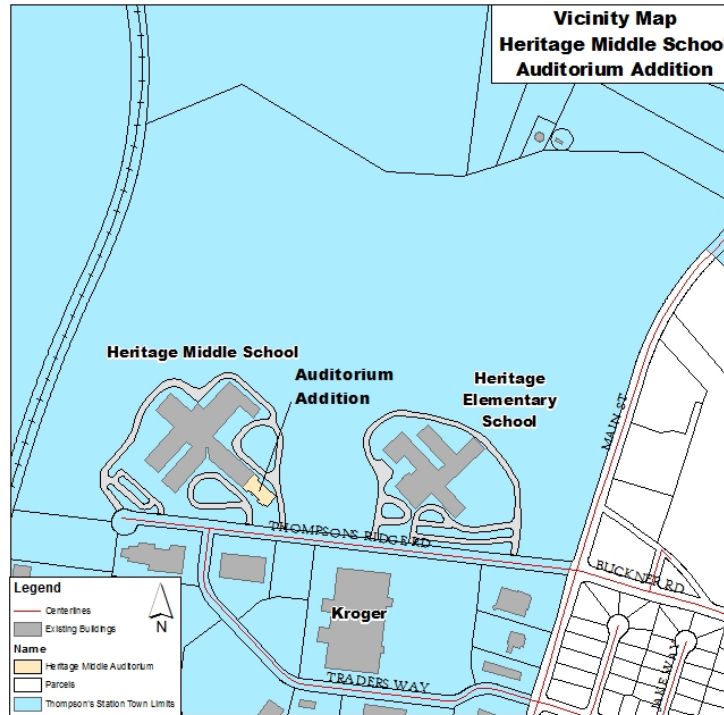 Vicinity Map
Heritage Middle School
Auditorium Addition
Heritage Middle School
Auditorium
Addition
Heritage
Elementary
School
MAIN ST
THOMPSONS RIDGE RD
BUCKNER RD
Kroger
TRADERS WAY
JANE WAY
Legend
Centerlines
Existing Buildings
N
Name
Heritage Middle Auditorium
Parcels
Thompson's Station Town Limits